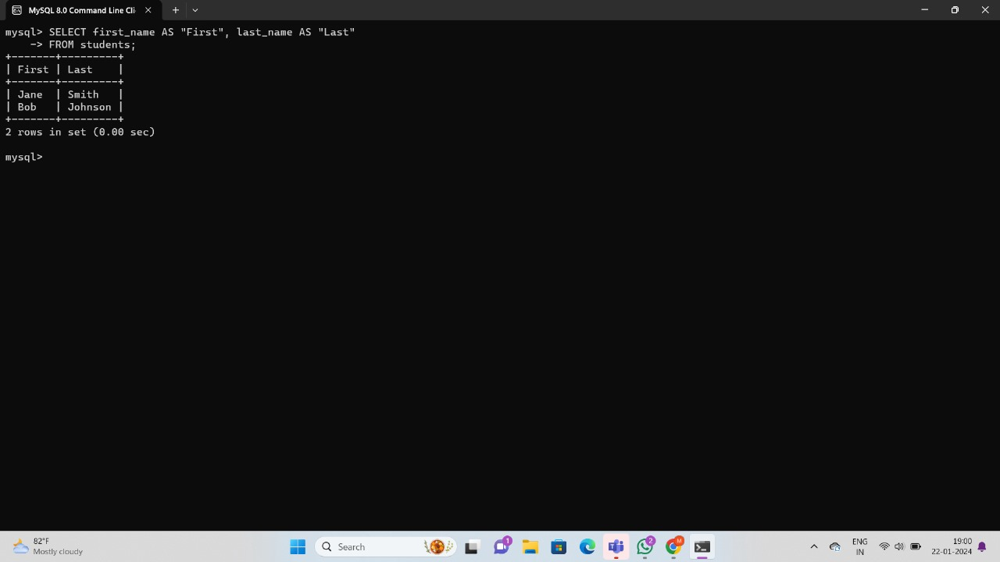 MySQL 8.0 Command Line Cli
mysql> SELECT first_name AS "First", last_name AS "Last"
    -> FROM students;
+-------+---------+
| First | Last    |
+-------+---------+
| Jane  | Smith   |
| Bob   | Johnson |
+-------+---------+
2 rows in set (0.00 sec)
mysql>
82°F
Mostly cloudy
Search
1
2
M
ENG
IN
19:00
22-01-2024